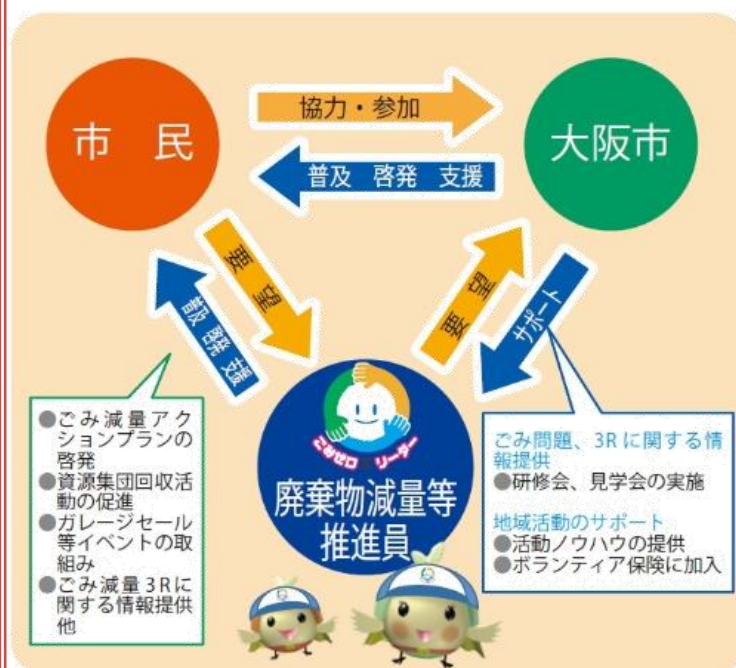 市 民
協力・参加
大阪市
普及 啓発 支援
要望
普及 啓発 支援
要望
サポート
ごみゼロリーダー
廃棄物減量等
推進員
●ごみ減量アク
ションプランの
啓発
●資源集団回収活
動の促進
●ガレージセール
等イベントの取
組み
●ごみ減量3Rに
関する情報提供
他
ごみ問題、3Rに関する情
報提供
●研修会、見学会の実施
地域活動のサポート
●活動ノウハウの提供
●ボランティア保険に加入